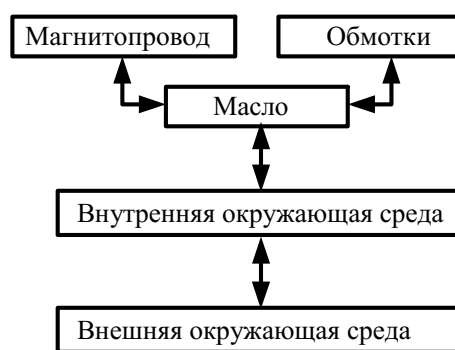 Магнитопровод
Обмотки
Масло
Внутренняя окружающая среда
Внешняя окружающая среда